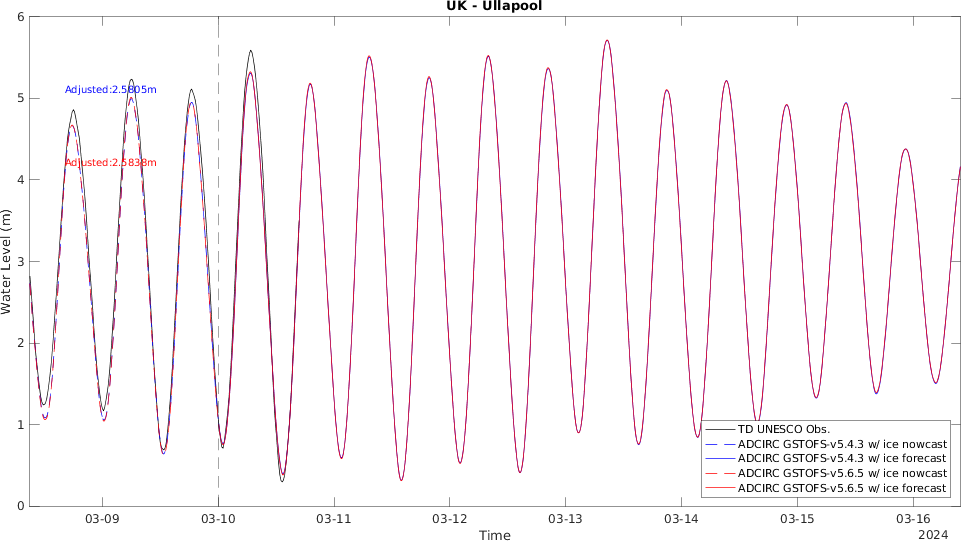 UK - Ullapool
6
5
4
3
2
1
0
Water Level (m)
Adjusted:2.5805m
Adjusted:2.5838m
TD UNESCO Obs.
ADCIRC GSTOFS-v5.4.3 w/ ice nowcast
ADCIRC GSTOFS-v5.4.3 w/ ice forecast
ADCIRC GSTOFS-v5.6.5 w/ ice nowcast
ADCIRC GSTOFS-v5.6.5 w/ ice forecast
03-09 03-10 03-11 03-12 03-13 03-14 03-15 03-16
Time
2024